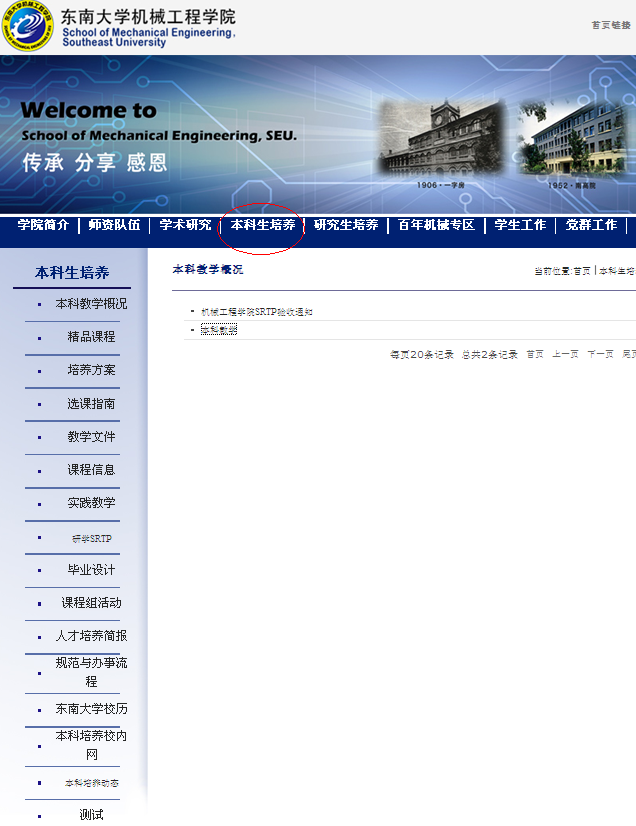 东南大学机械工程学院
School of Mechanical Engineering,
Southeast University
首页链接
Welcome to
School of Mechanical Engineering, SEU.
传承 分享 感恩
1906·一字房
1952·南高院
学院简介 师资队伍 学术研究 本科生培养 研究生培养 百年机械专区 学生工作 党群工作
本科生培养
本科教学概况
精品课程
培养方案
选课指南
教学文件
课程信息
实践教学
研学SRTP
毕业设计
课程组活动
人才培养简报
规范与办事流
程
东南大学校历
本科培养校内
网
本科培养动态
测试
本科教学概况
当前位置:首页 | 本科生培
机械工程学院SRTP验收通知
本科教学
每页20条记录 总共2条记录 首页 上一页 下一页 尾页